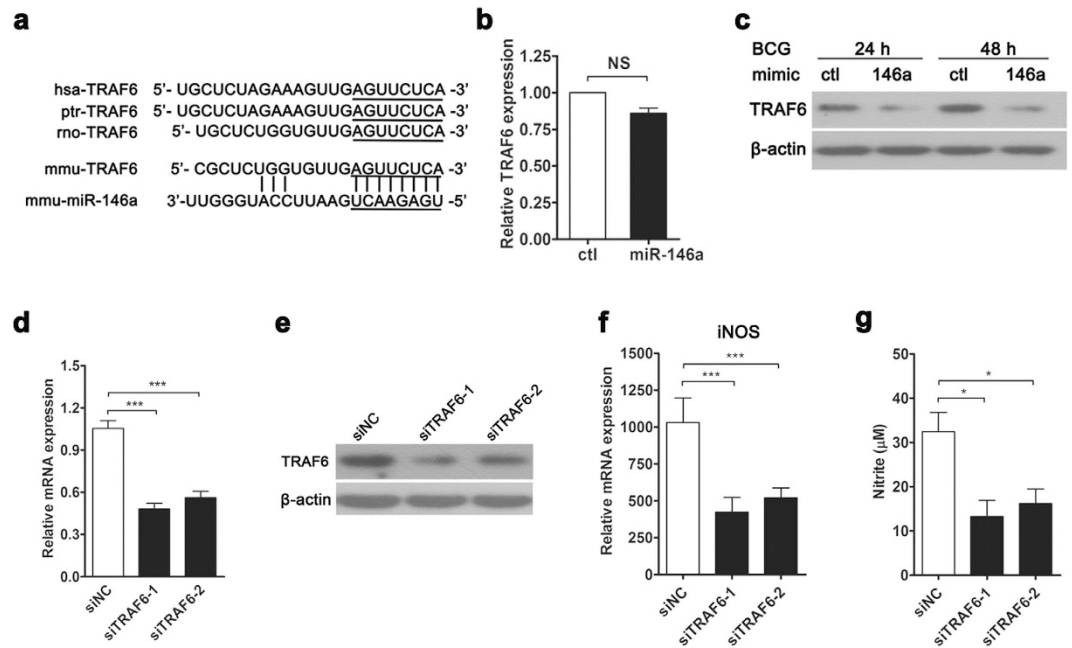 a
hsa-TRAF6 5'- UGCUCUAGAAAGUUGAGUUCUCA -3'
ptr-TRAF6 5'- UGCUCUAGAAAGUUGAGUUCUCA -3'
rno-TRAF6 5'- UGCUCUGGUGUUGAGUUCUCA -3'
mmu-TRAF6 5'- CGCUCUUGGUGUUGAGUUCUCA -3'
mmu-miR-146a 3'-UUGGGUACCUUAAGUCAAGAGU -5'
b
Relative TRAF6 expression
1.25
1.00
0.75
0.50
0.25
0.00
NS
ctl miR-146a
c
BCG 24 h 48 h
mimic ctl 146a ctl 146a
TRAF6
β-actin
d
Relative mRNA expression
1.5
1.2
0.9
0.6
0.3
0.0
***
***
siNC siTRAF6-1 siTRAF6-2
e
siNC siTRAF6-1 siTRAF6-2
TRAF6
β-actin
f
iNOS
Relative mRNA expression
1500
1250
1000
750
500
250
0
***
***
siNC siTRAF6-1 siTRAF6-2
g
Nitrite (μM)
50
40
30
20
10
0
*
*
siNC siTRAF6-1 siTRAF6-2